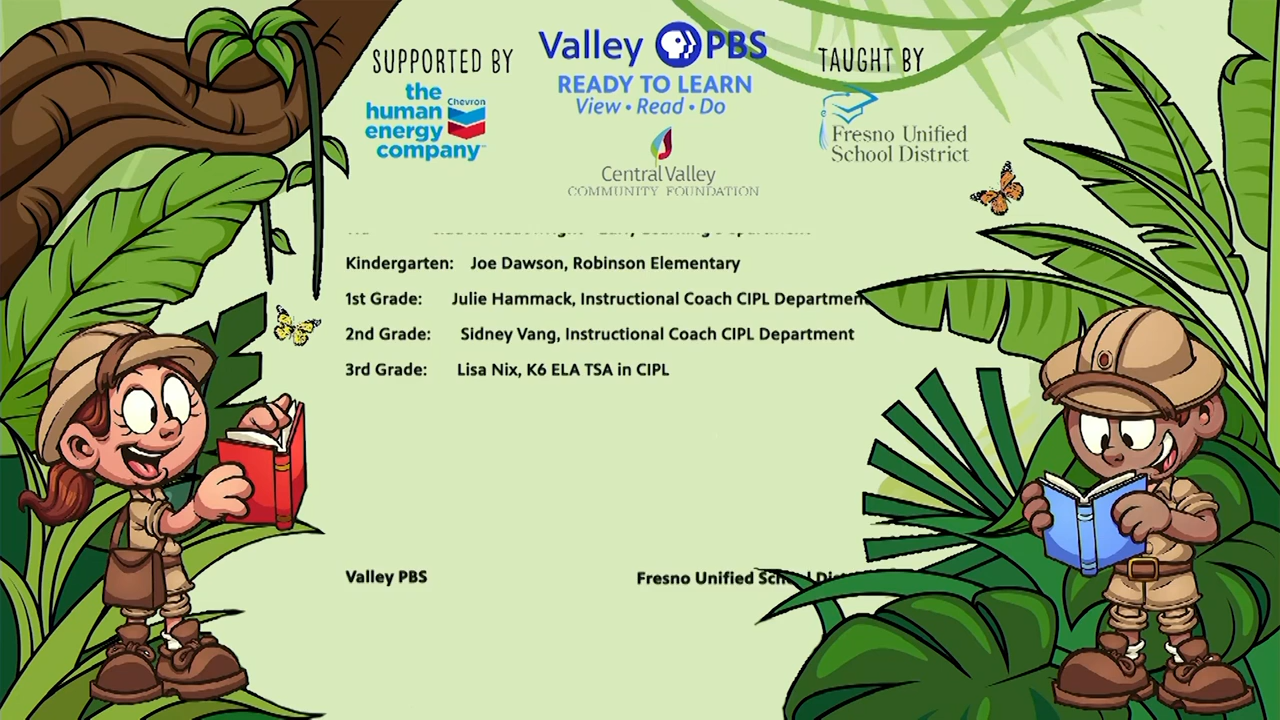 SUPPORTED BY
the
human
energy
company™
Chevron
Valley PBS
READY TO LEARN
View • Read • Do
Central Valley
COMMUNITY FOUNDATION
TAUGHT BY
Fresno Unified
School District
Kindergarten: Joe Dawson, Robinson Elementary
1st Grade: Julie Hammack, Instructional Coach CIPL Departmen
2nd Grade: Sidney Vang, Instructional Coach CIPL Department
3rd Grade: Lisa Nix, K6 ELA TSA in CIPL
Valley PBS
Fresno Unified